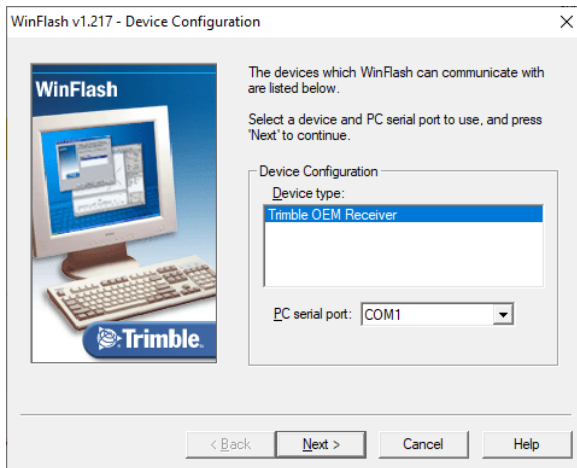 WinFlash v1.217 - Device Configuration
WinFlash
The devices which WinFlash can communicate with
are listed below.
Select a device and PC serial port to use, and press
'Next' to continue.
Device Configuration
Device type:
Trimble OEM Receiver
PC serial port: COM1
Trimble.
< Back Next > Cancel Help